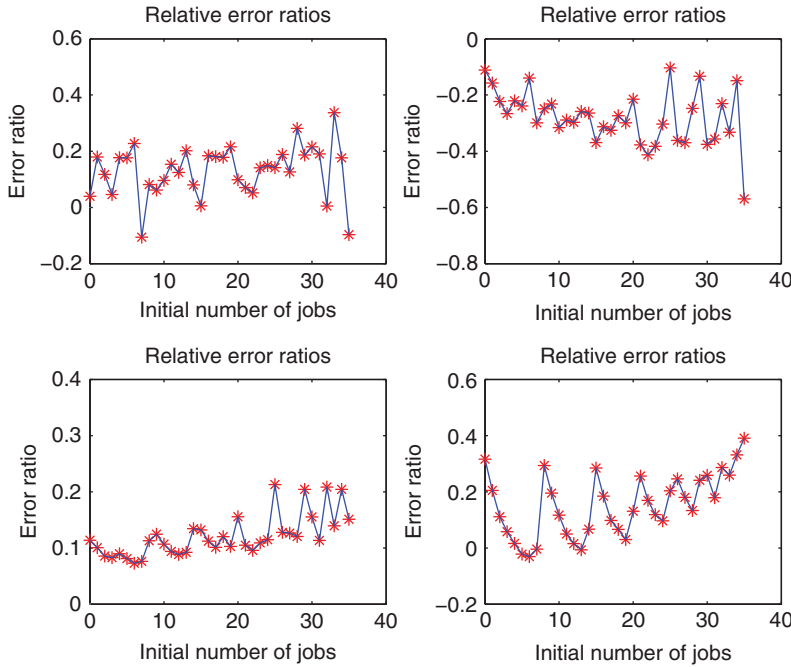 Relative error ratios
0.6
0.4
0.2
0
−0.2
Error ratio
0 10 20 30 40
Initial number of jobs
Relative error ratios
0
−0.2
−0.4
−0.6
−0.8
Error ratio
0 10 20 30 40
Initial number of jobs
Relative error ratios
0.4
0.3
0.2
0.1
0
Error ratio
0 10 20 30 40
Initial number of jobs
Relative error ratios
0.6
0.4
0.2
0
−0.2
Error ratio
0 10 20 30 40
Initial number of jobs